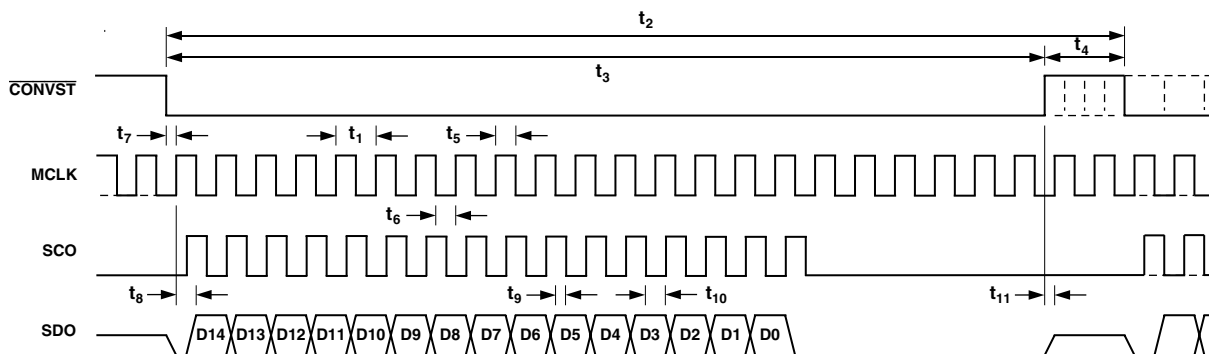 t2
t3
t4
CONVST
t7
t1
t5
MCLK
t6
SCO
t8
t9
t10
t11
SDO
D14 D13 D12 D11 D10 D9 D8 D7 D6 D5 D4 D3 D2 D1 D0